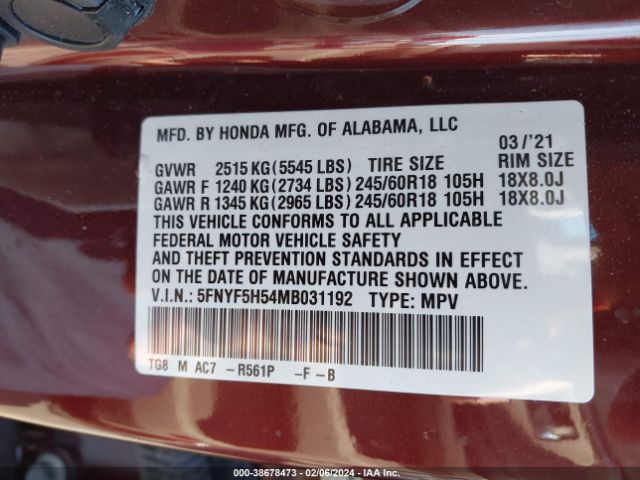 MFD. BY HONDA MFG. OF ALABAMA, LLC
03/'21
GVWR 2515 KG (5545 LBS) TIRE SIZE RIM SIZE
GAWR F 1240 KG (2734 LBS) 245/60R18 105H 18X8.0J
GAWR R 1345 KG (2965 LBS) 245/60R18 105H 18X8.0J
THIS VEHICLE CONFORMS TO ALL APPLICABLE
FEDERAL MOTOR VEHICLE SAFETY
AND THEFT PREVENTION STANDARDS IN EFFECT
ON THE DATE OF MANUFACTURE SHOWN ABOVE.
V.I.N.: 5FNYF5H54MB031192 TYPE: MPV
TG8 M AC7 - R561P -F -B
000-38678473 - 02/06/2024 - IAA Inc.